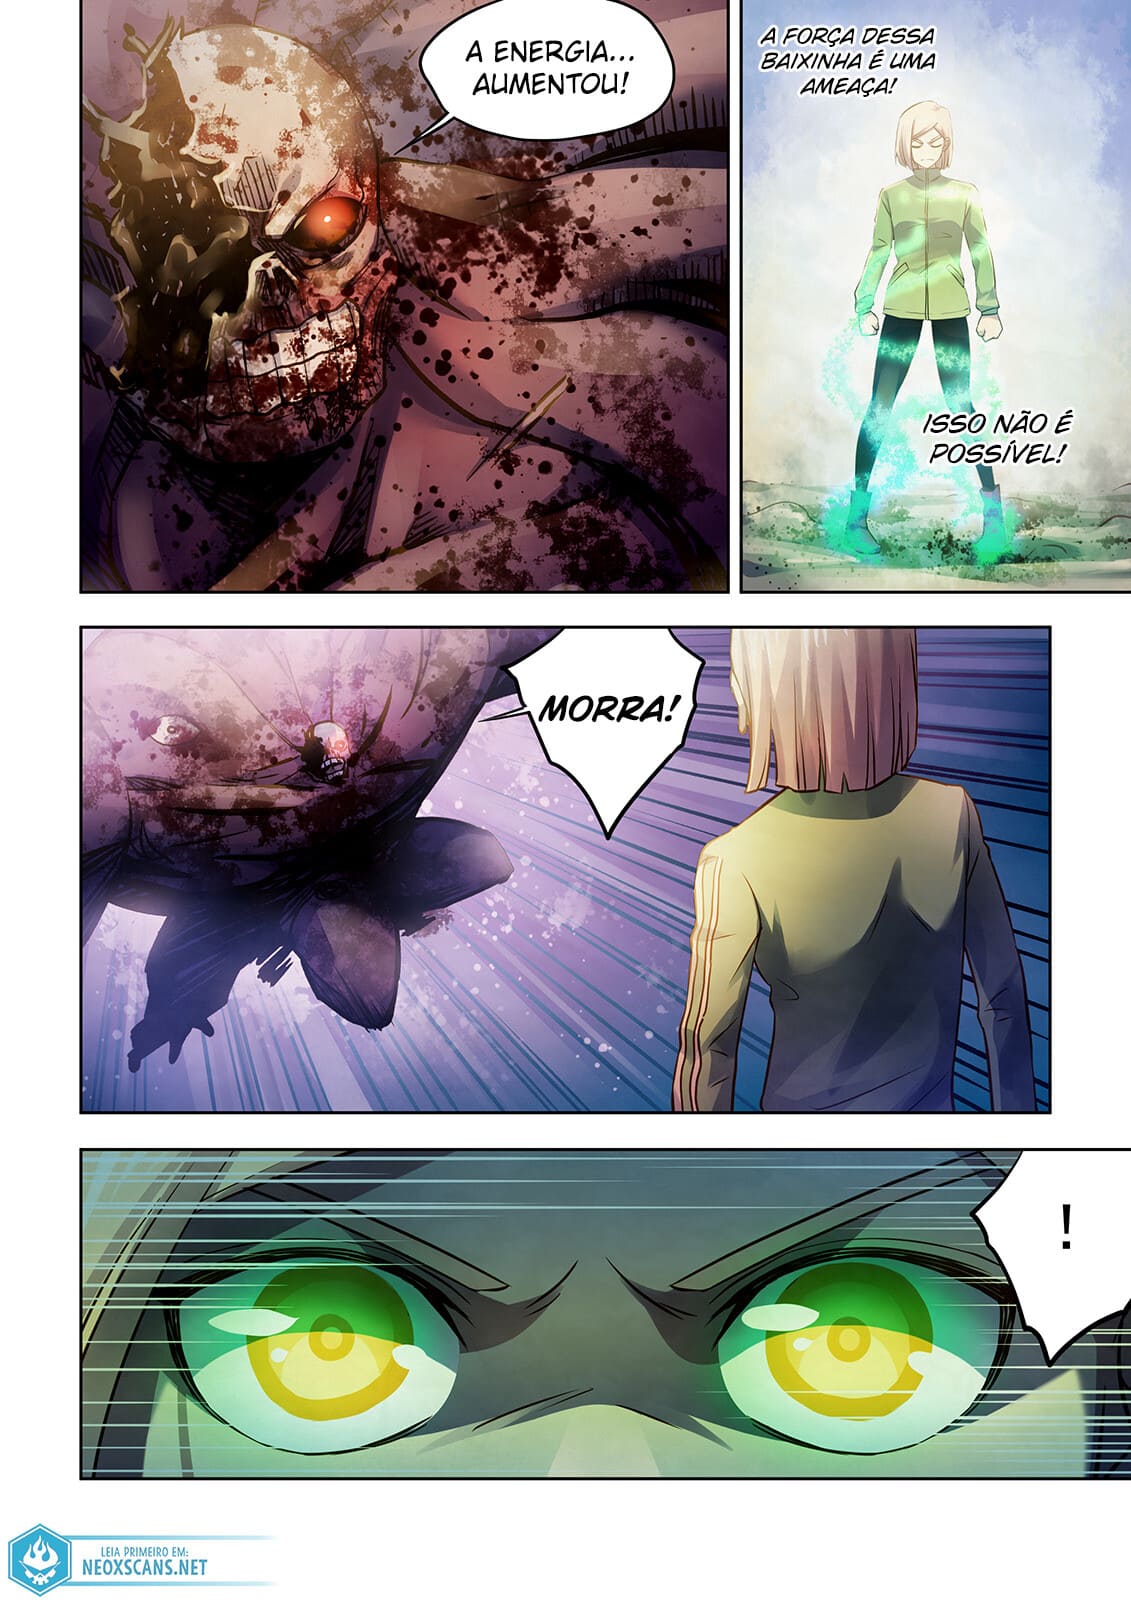 A ENERGIA...
AUMENTOU!
A FORÇA DESSA
BAIXINHA É UMA
AMEAÇA!
ISSO NÃO É
POSSÍVEL!
MORRA!
!
LEIA PRIMEIRO EM:
NEOXSCANS.NET